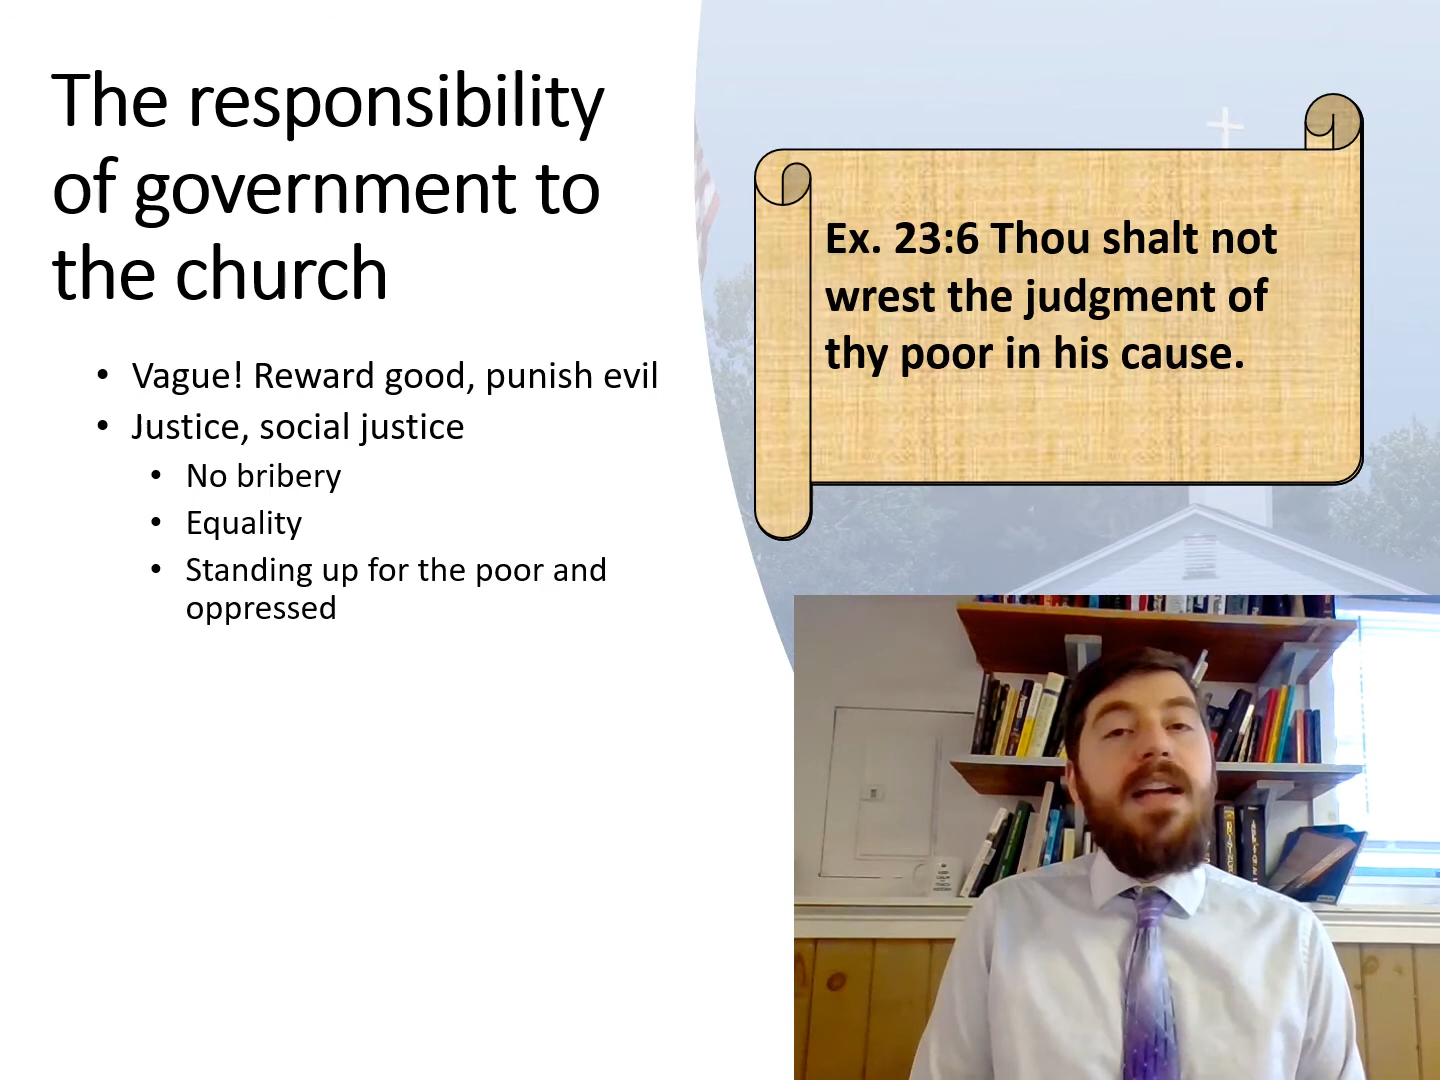 The responsibility
of government to
the church
• Vague! Reward good, punish evil
• Justice, social justice
• No bribery
• Equality
• Standing up for the poor and
oppressed
Ex. 23:6 Thou shalt not
wrest the judgment of
thy poor in his cause.